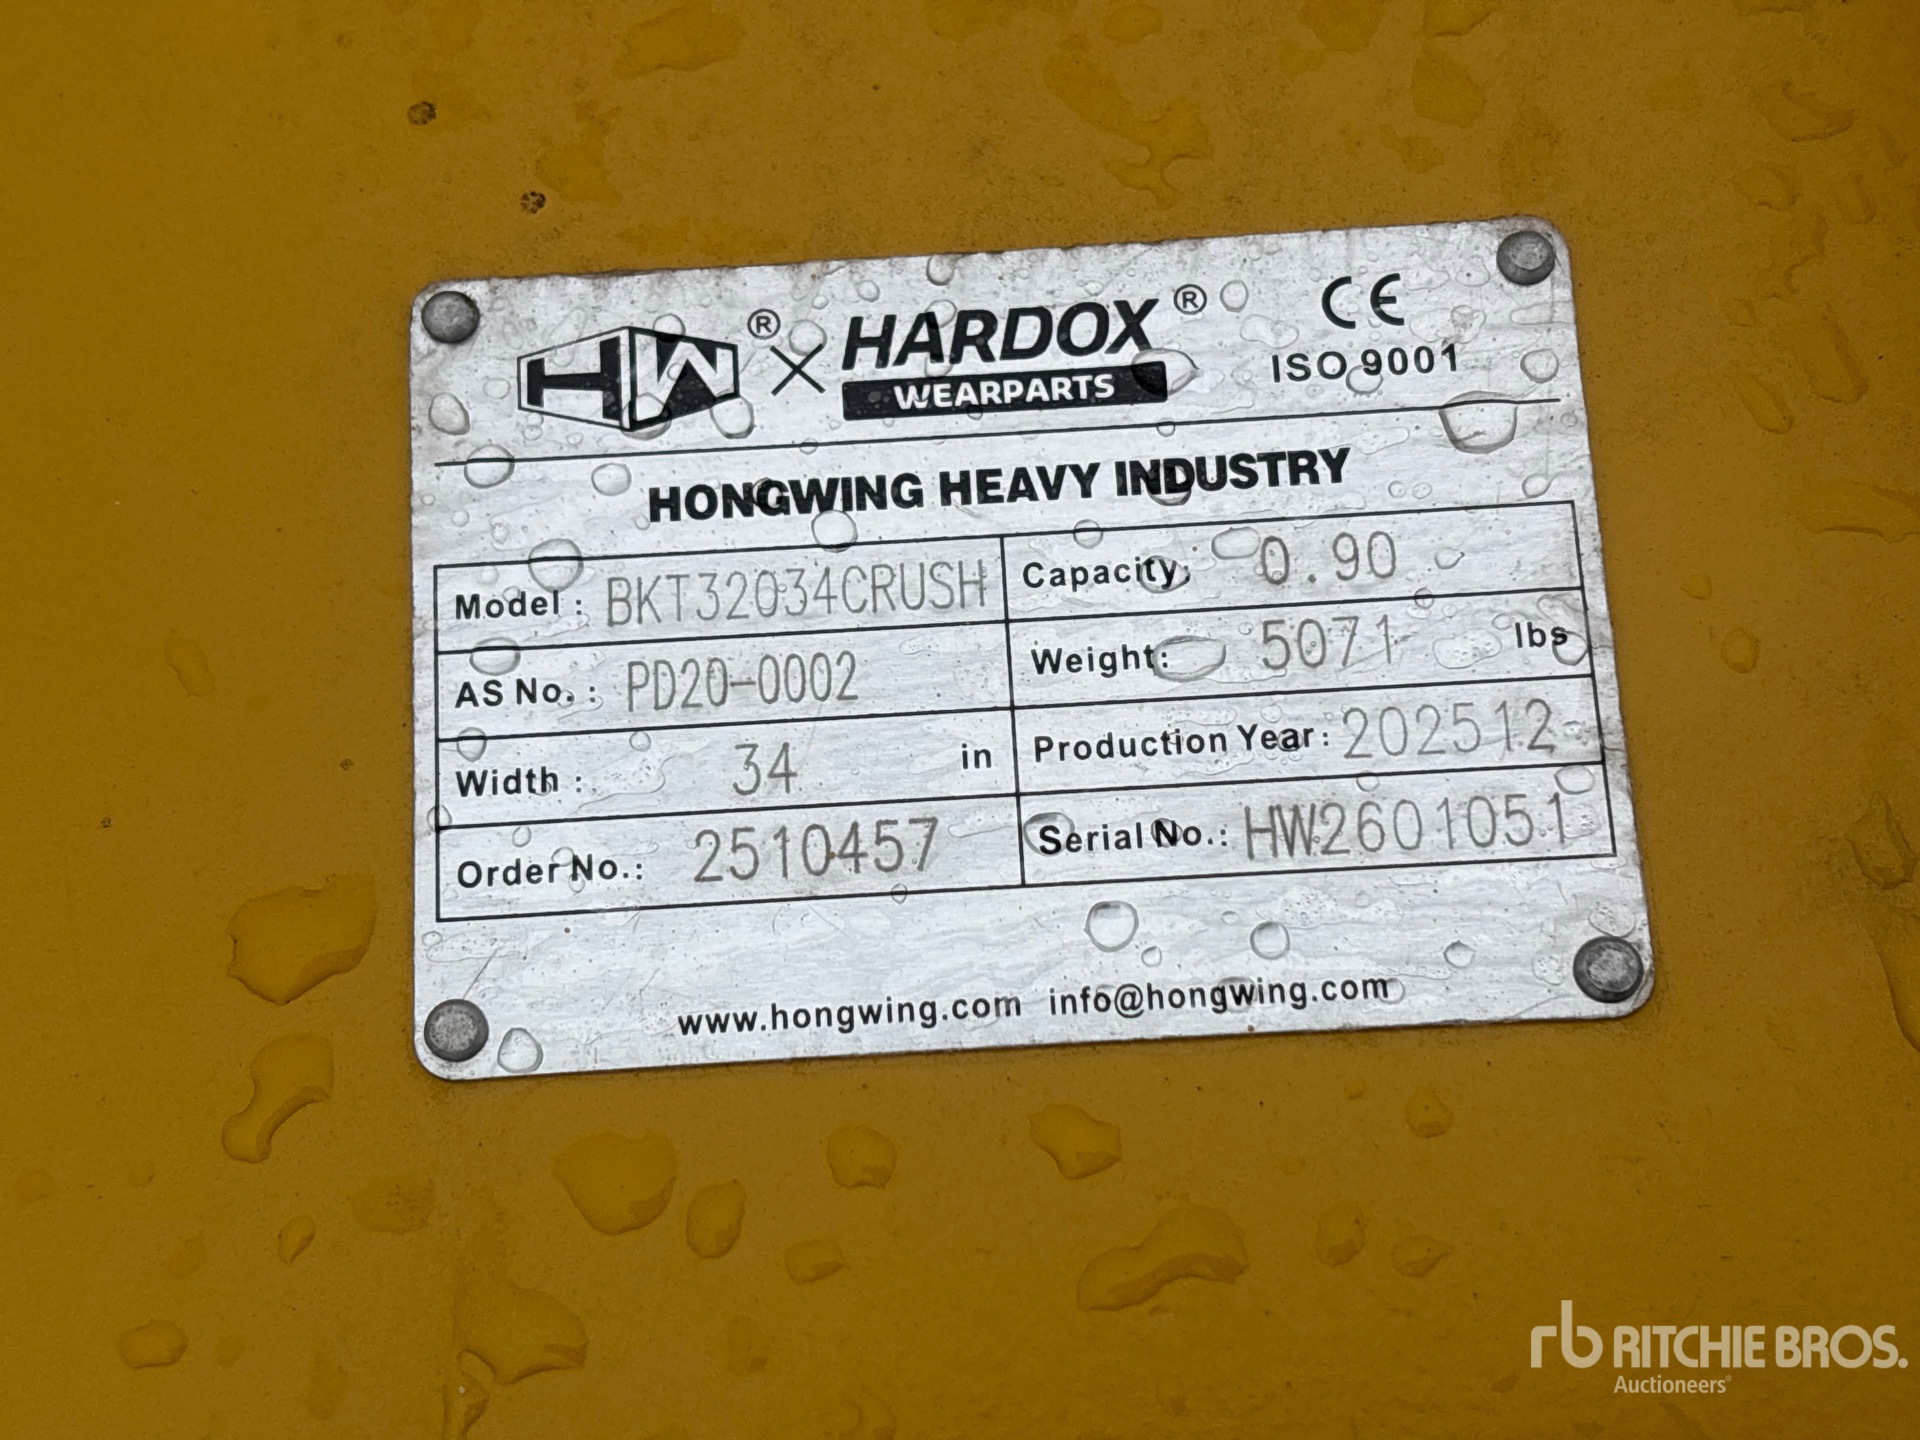 HW® × HARDOX® CE
WEARPARTS ISO 9001
HONGWING HEAVY INDUSTRY
Model: BKT32034CRUSH Capacity: 0.90
AS No.: PD20-0002 Weight: 5071 lbs
Width: 34 in Production Year: 202512
Order No.: 2510457 Serial No.: HW2601051
www.hongwing.com info@hongwing.com
rb RITCHIE BROS.
Auctioneers®